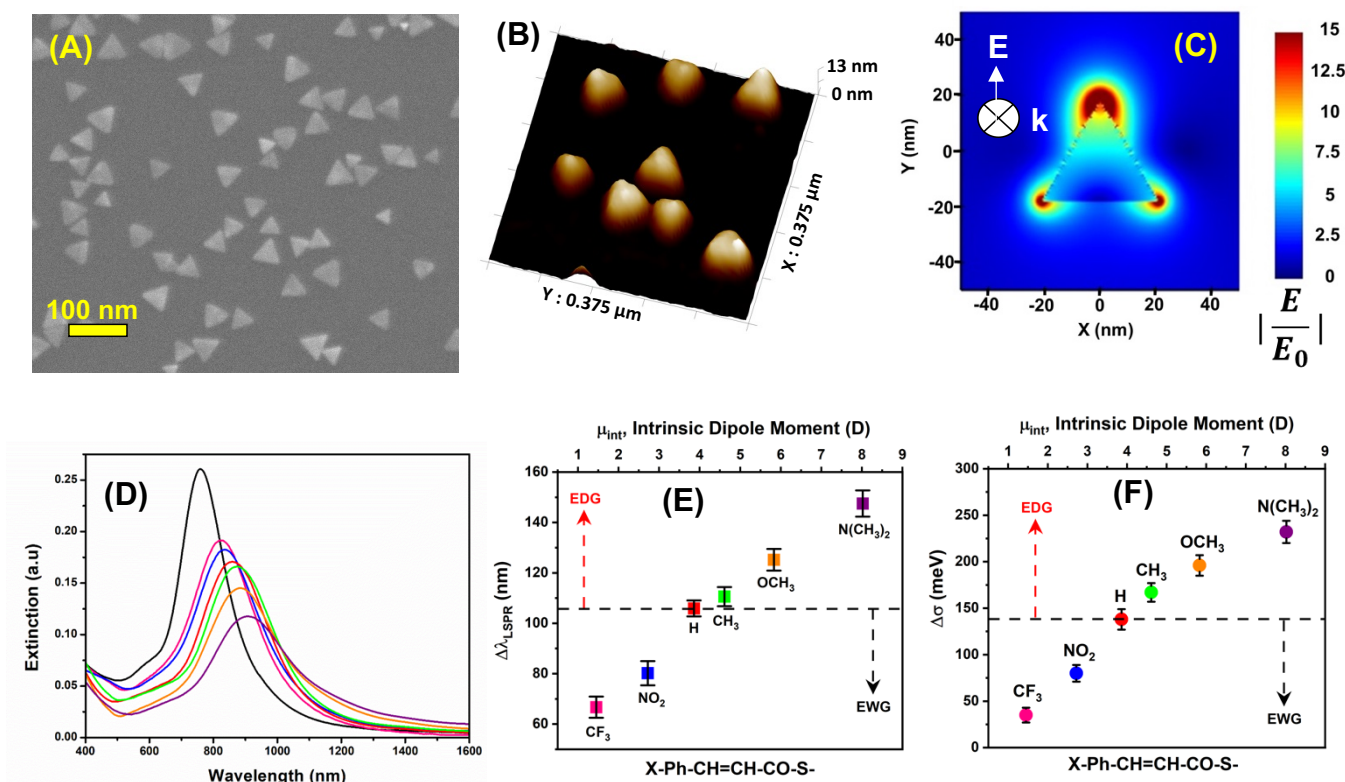 (A)
100 nm
(B)
13 nm
0 nm
X : 0.375 µm
Y : 0.375 µm
(C)
E
k
Y (nm)
40
20
0
-20
-40
-40 -20 0 20 40
X (nm)
15
12.5
10
7.5
5
2.5
0
| E / E₀ |
(D)
Extinction (a.u)
0.25
0.20
0.15
0.10
0.05
0.00
400 600 800 1000 1200 1400 1600
Wavelength (nm)
μint, Intrinsic Dipole Moment (D)
1 2 3 4 5 6 7 8 9
(E)
ΔλLSPR (nm)
160
140
120
100
80
60
EDG
N(CH₃)₂
OCH₃
H
CH₃
NO₂
CF₃
EWG
X-Ph-CH=CH-CO-S-
μint, Intrinsic Dipole Moment (D)
1 2 3 4 5 6 7 8 9
(F)
Δσ (meV)
300
250
200
150
100
50
0
EDG
N(CH₃)₂
OCH₃
CH₃
H
NO₂
CF₃
EWG
X-Ph-CH=CH-CO-S-